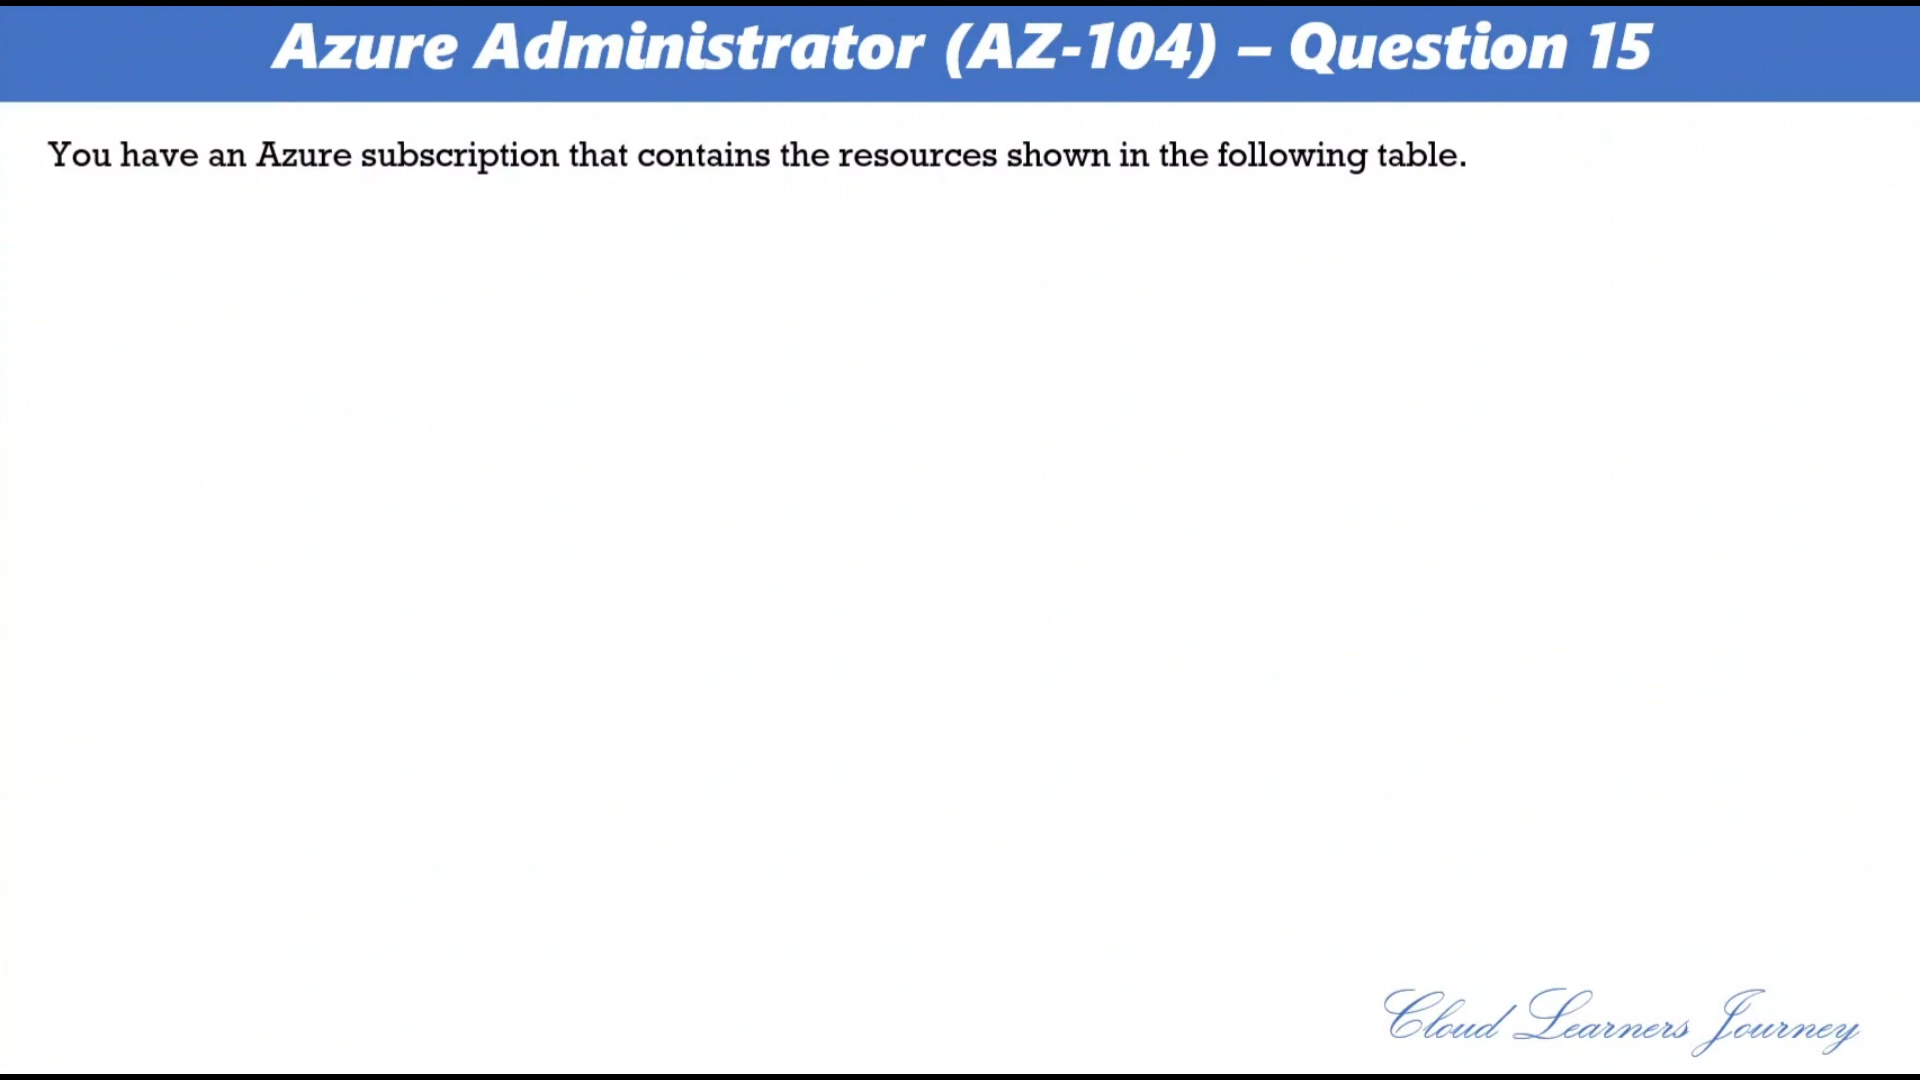 Azure Administrator (AZ-104) – Question 15
You have an Azure subscription that contains the resources shown in the following table.
Cloud Learners Journey